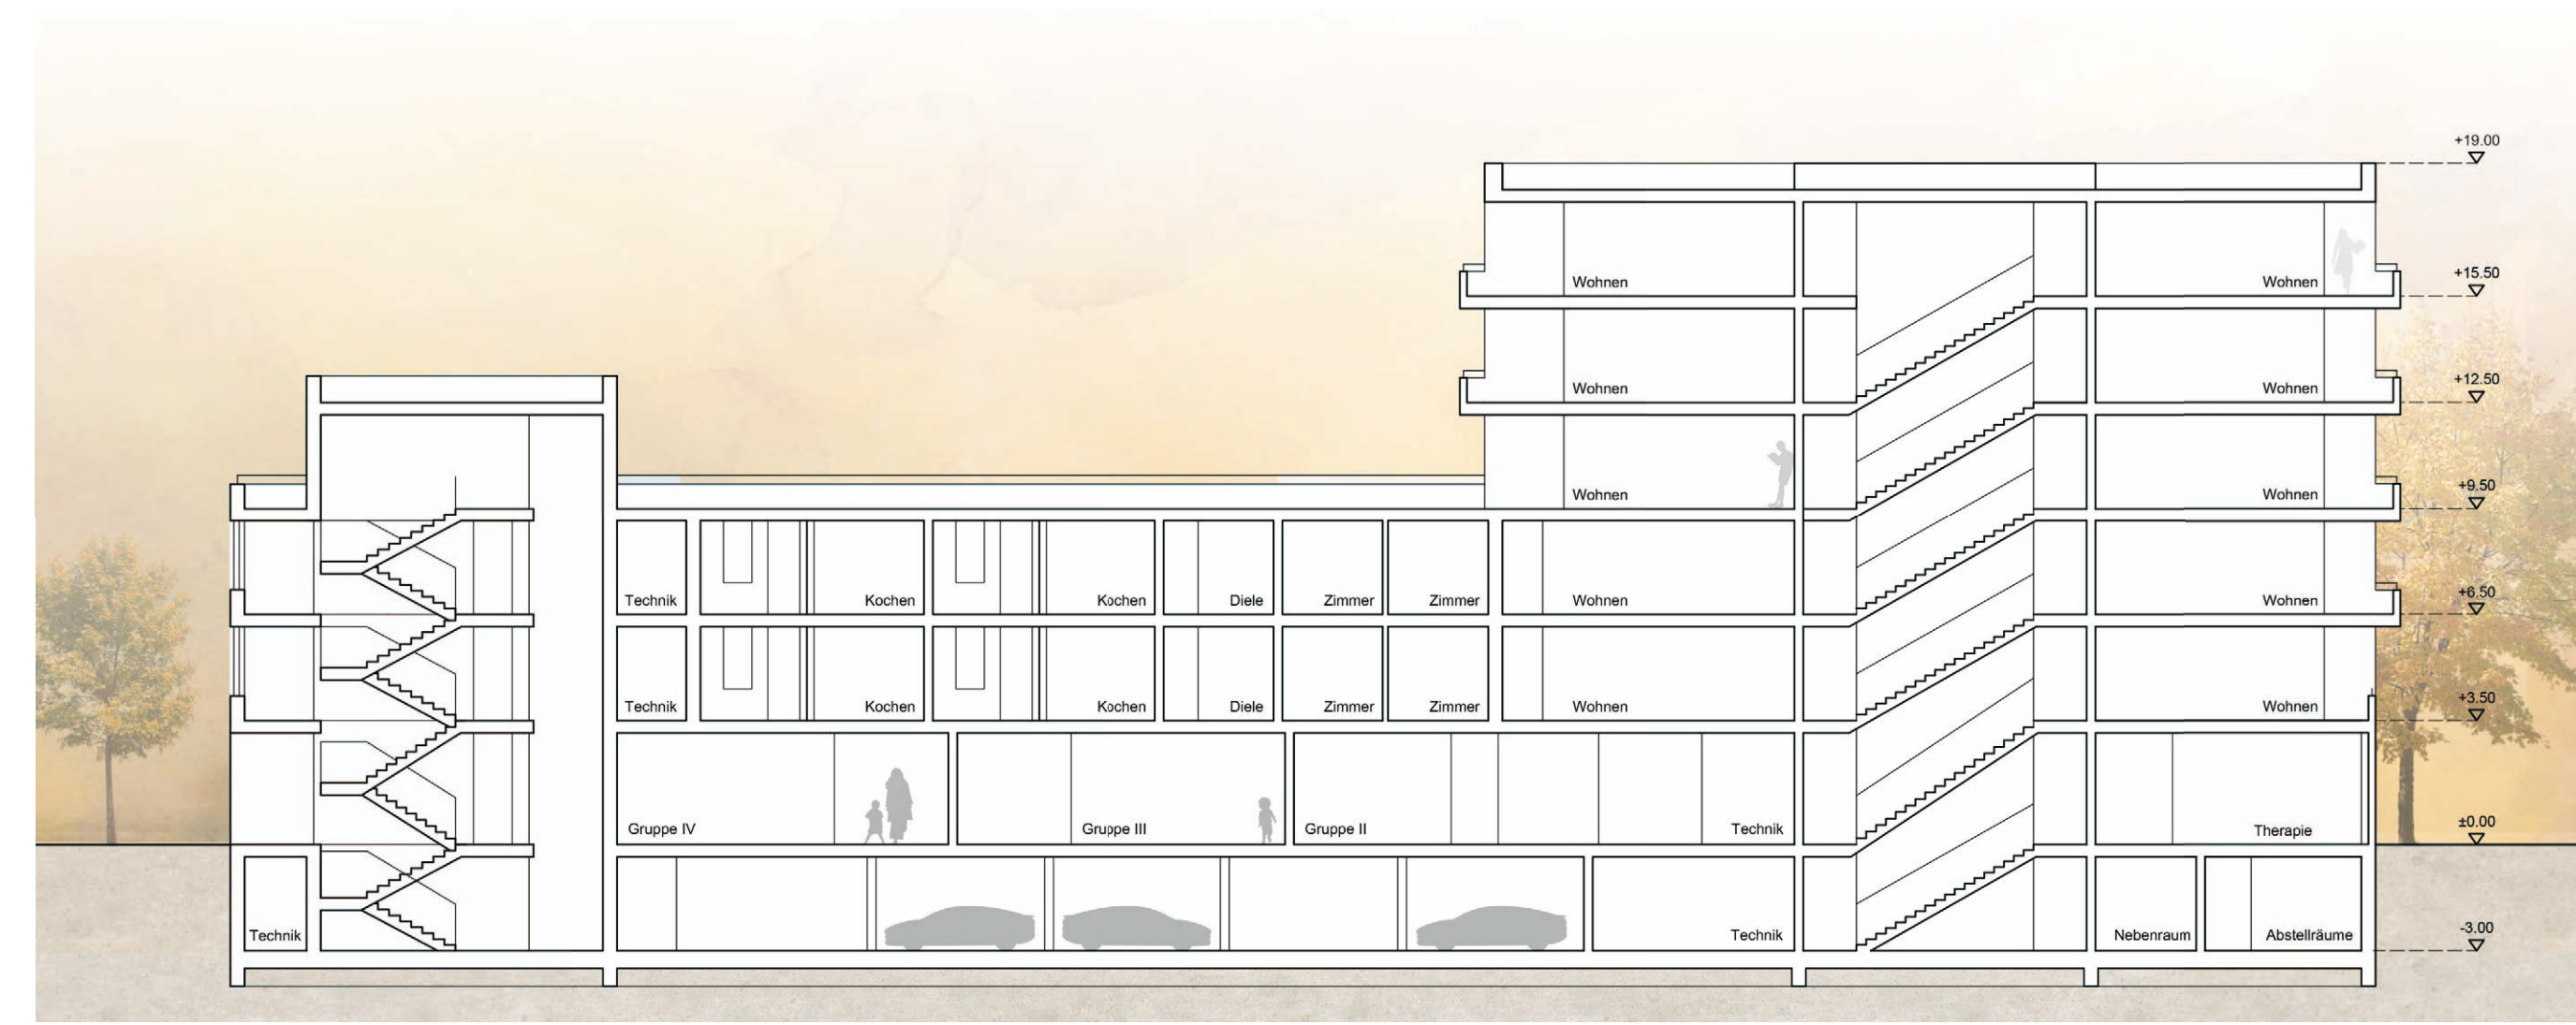 +19.00
Wohnen Wohnen +15.50
Wohnen Wohnen +12.50
Wohnen Wohnen +9.50
Technik Kochen Kochen Diele Zimmer Zimmer Wohnen Wohnen +6.50
Technik Kochen Kochen Diele Zimmer Zimmer Wohnen Wohnen +3.50
Gruppe IV Gruppe III Gruppe II Technik Therapie ±0.00
Technik Technik Nebenraum Abstellräume -3.00